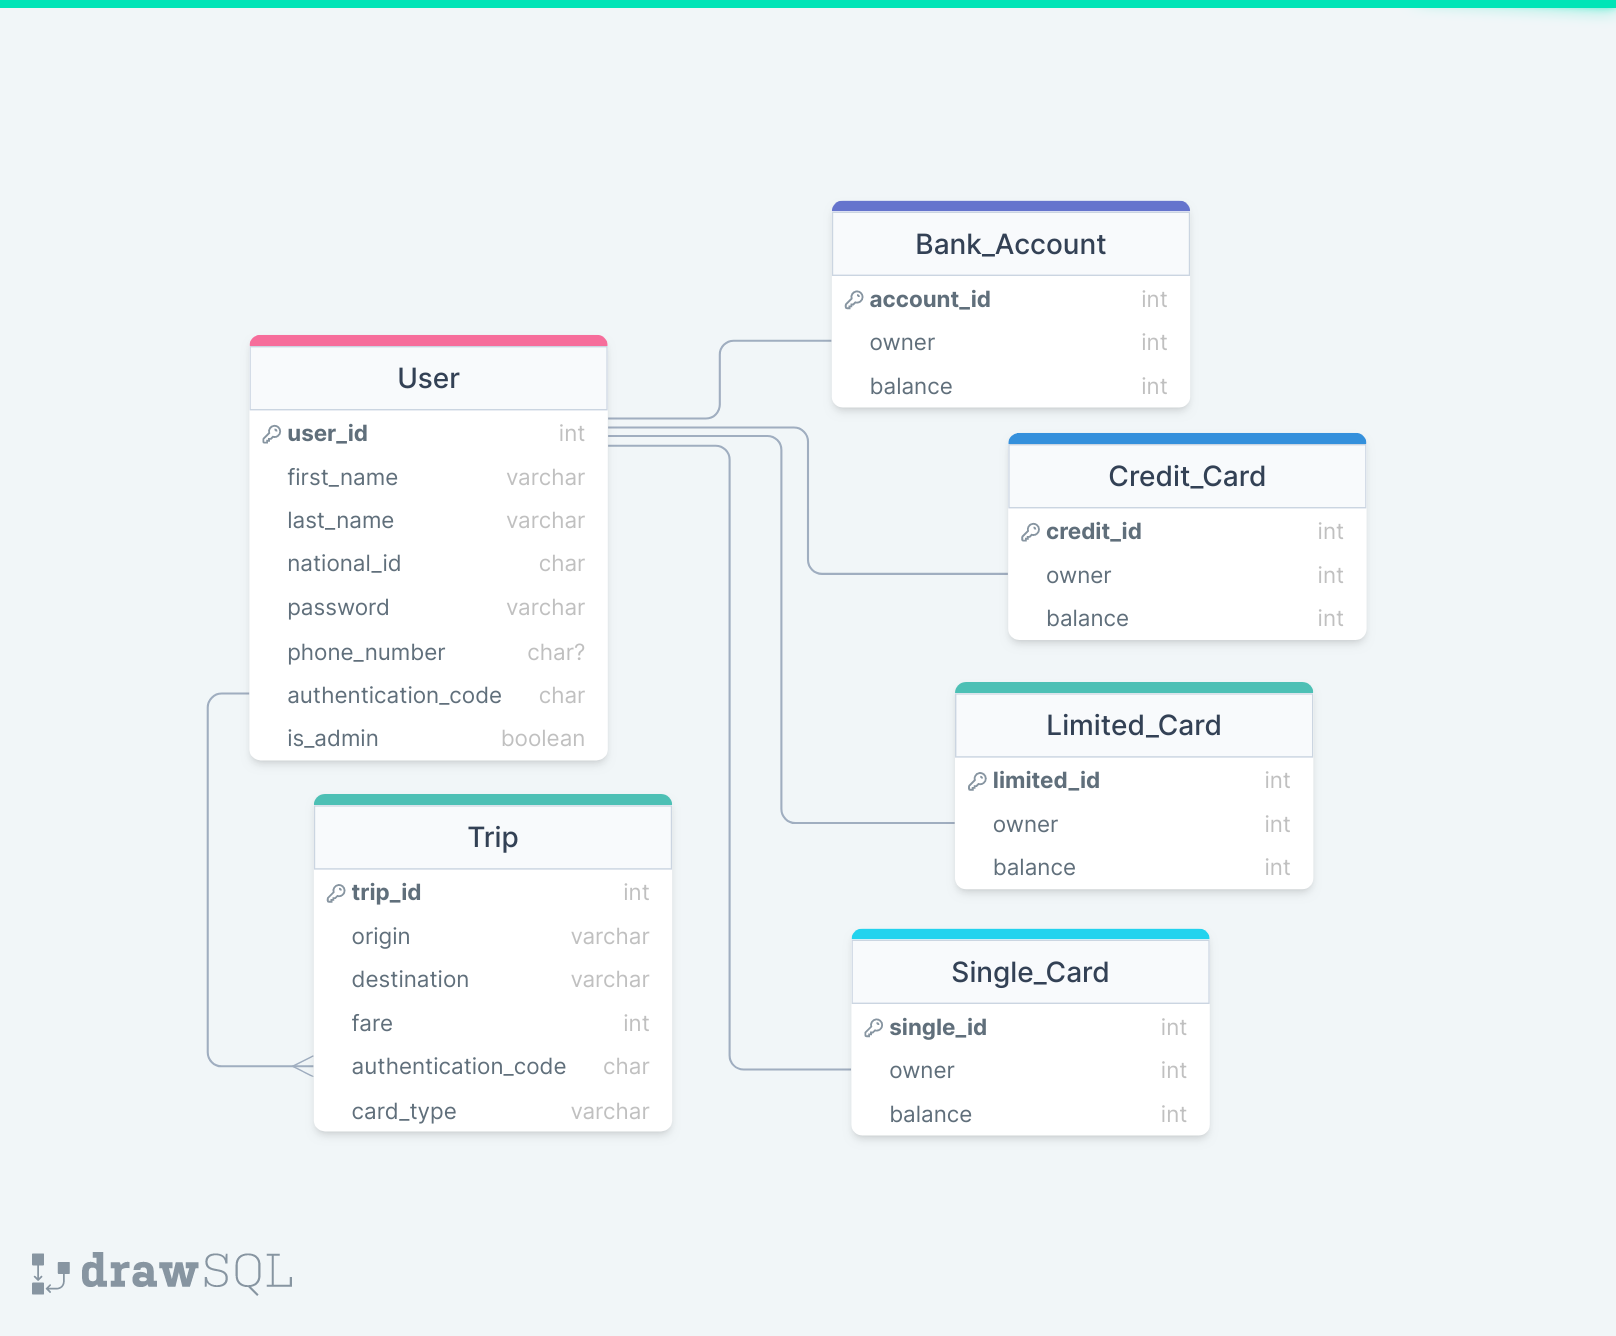 Bank_Account
account_id int
owner int
balance int
User
user_id int
first_name varchar
last_name varchar
national_id char
password varchar
phone_number char?
authentication_code char
is_admin boolean
Credit_Card
credit_id int
owner int
balance int
Limited_Card
limited_id int
owner int
balance int
Trip
trip_id int
origin varchar
destination varchar
fare int
authentication_code char
card_type varchar
Single_Card
single_id int
owner int
balance int
drawSQL